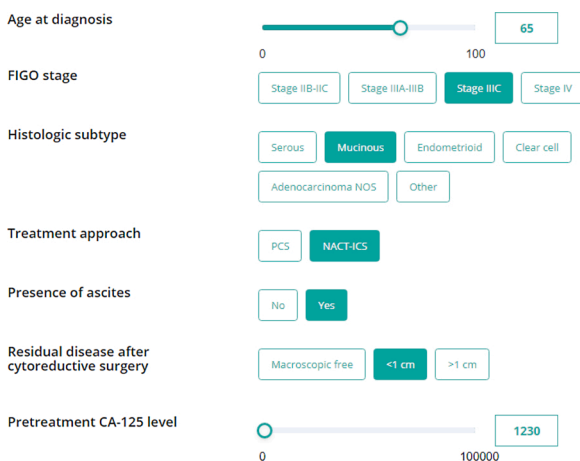 Age at diagnosis
65
0 100
FIGO stage
Stage IIB-IIC Stage IIIA-IIIB Stage IIIC Stage IV
Histologic subtype
Serous Mucinous Endometrioid Clear cell
Adenocarcinoma NOS Other
Treatment approach
PCS NACT-ICS
Presence of ascites
No Yes
Residual disease after
cytoreductive surgery
Macroscopic free <1 cm >1 cm
Pretreatment CA-125 level
1230
0 100000